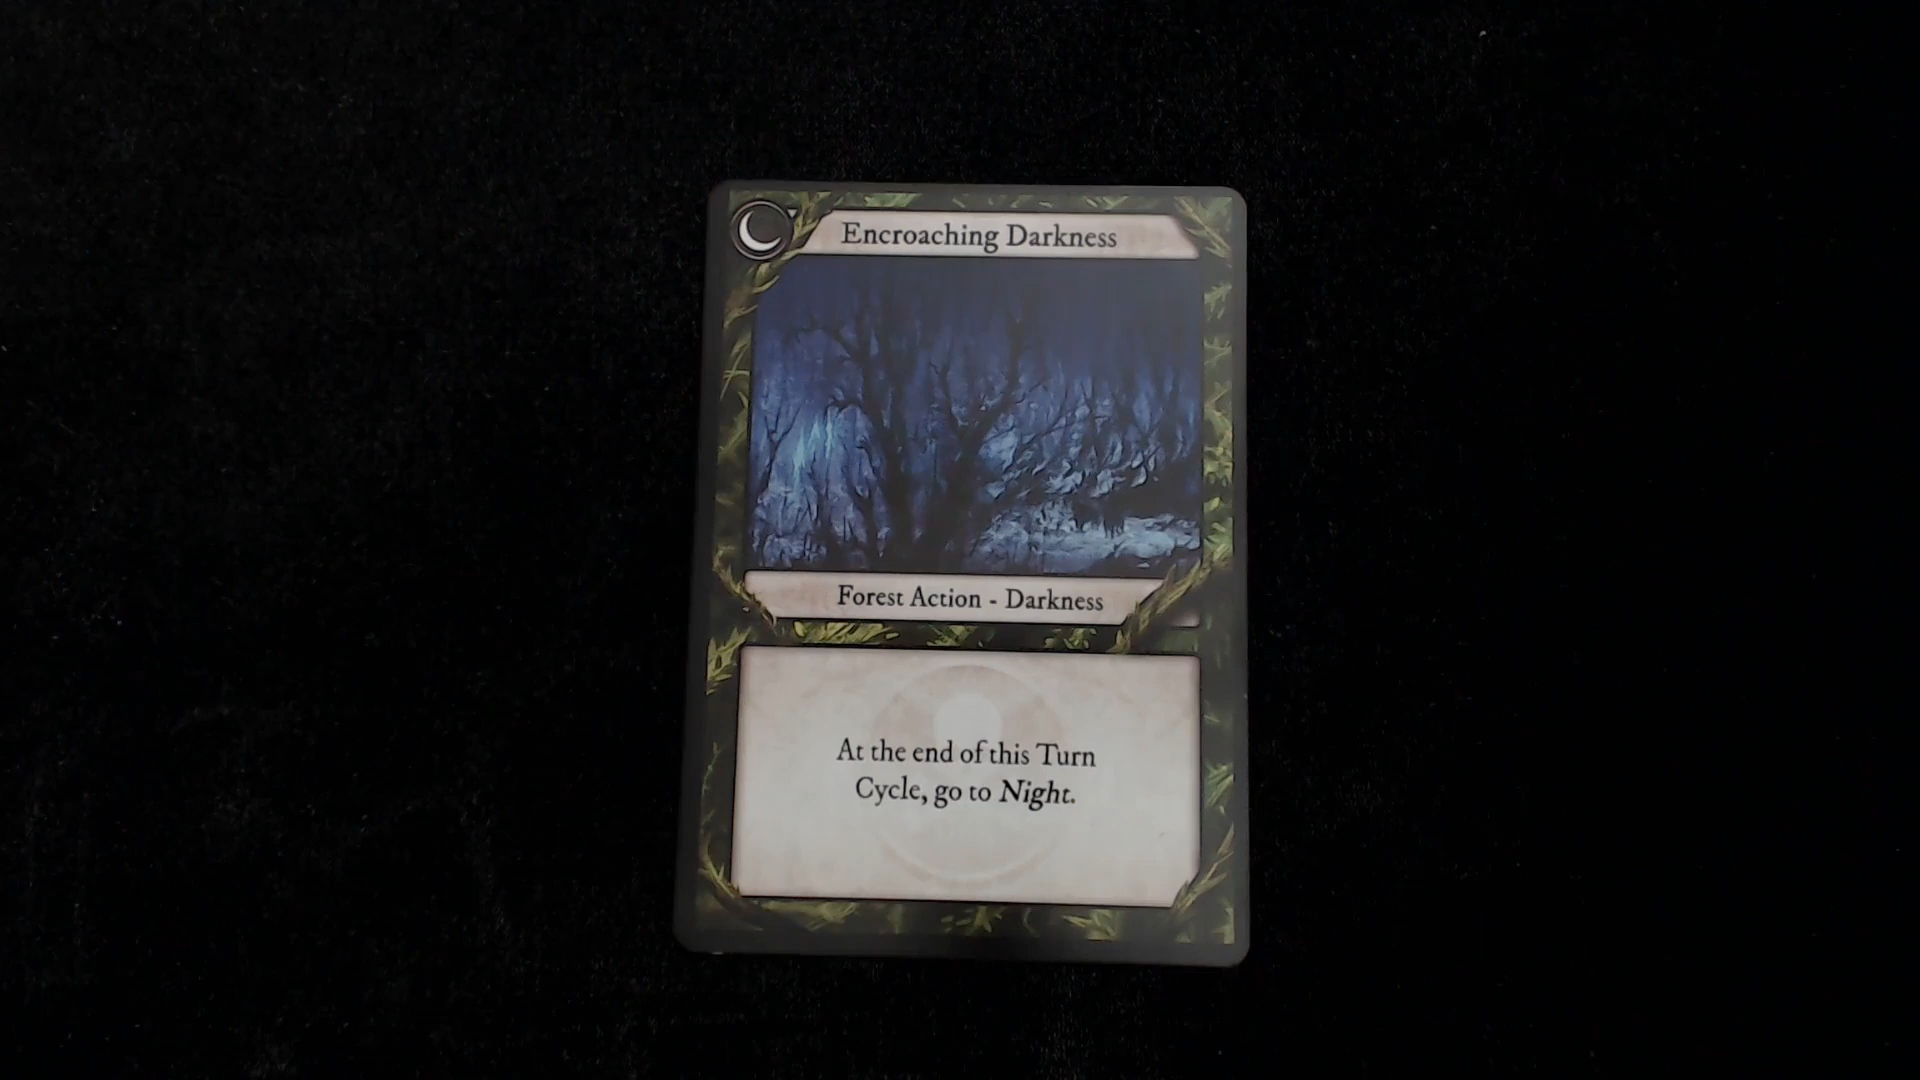 Encroaching Darkness
Forest Action - Darkness
At the end of this Turn
Cycle, go to Night.